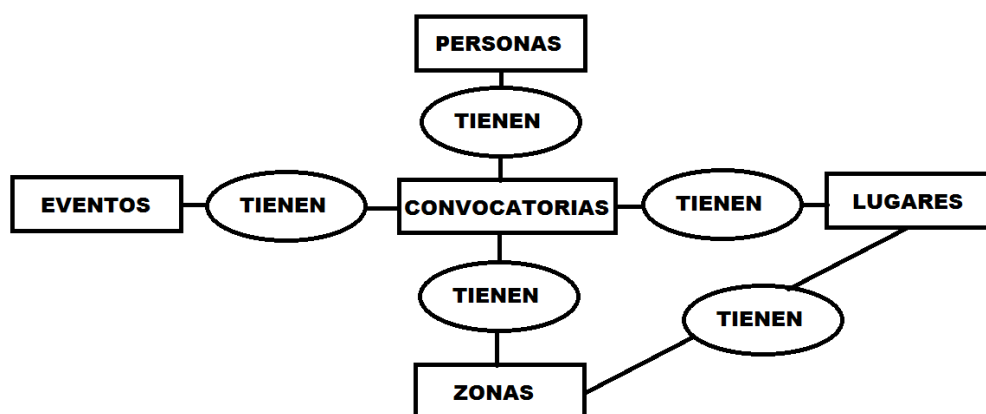 PERSONAS
TIENEN
EVENTOS
TIENEN
CONVOCATORIAS
TIENEN
LUGARES
TIENEN
TIENEN
ZONAS